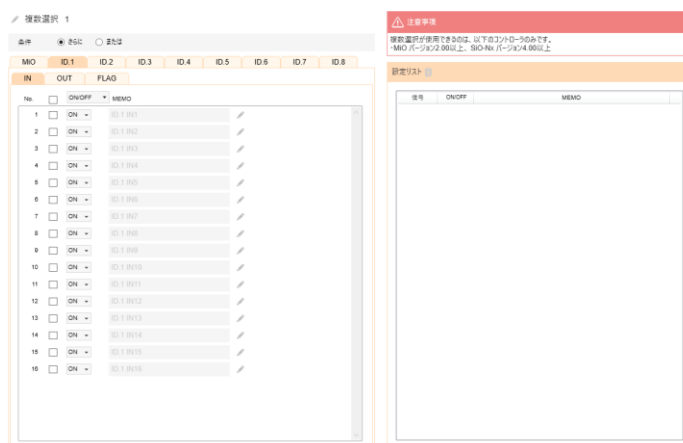 複数選択 1
条件 さらに または
MiO ID.1 ID.2 ID.3 ID.4 ID.5 ID.6 ID.7 ID.8
IN OUT FLAG
No. ON/OFF MEMO
1 ON ID.1 IN1
2 ON ID.1 IN2
3 ON ID.1 IN3
4 ON ID.1 IN4
5 ON ID.1 IN5
6 ON ID.1 IN6
7 ON ID.1 IN7
8 ON ID.1 IN8
9 ON ID.1 IN9
10 ON ID.1 IN10
11 ON ID.1 IN11
12 ON ID.1 IN12
13 ON ID.1 IN13
14 ON ID.1 IN14
15 ON ID.1 IN15
16 ON ID.1 IN16
注意事項
複数選択が使用できるのは、以下のコントローラのみです。
-MiO バージョン2.00以上、SiO-Nx バージョン4.00以上
設定リスト
信号 ON/OFF MEMO